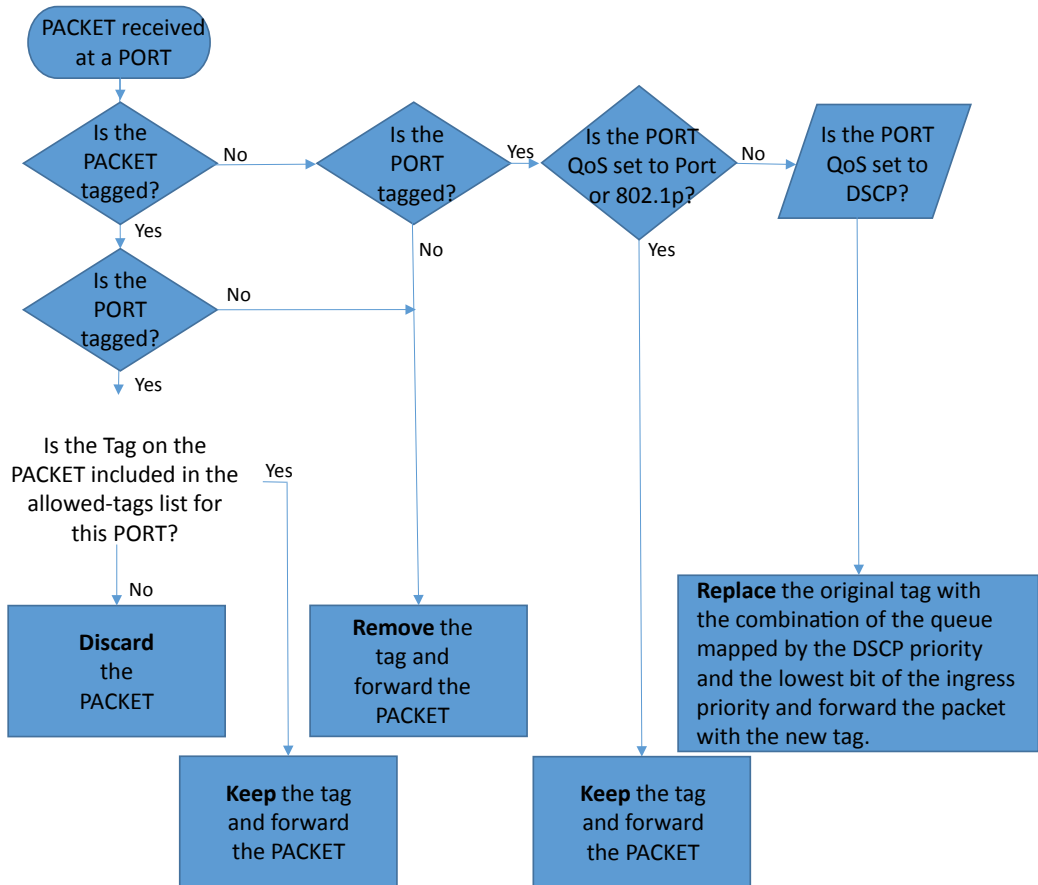 PACKET received
at a PORT
Is the
PACKET
tagged?
No
Is the
PORT
tagged?
Yes
Is the PORT
QoS set to Port
or 802.1p?
No
Is the PORT
QoS set to
DSCP?
Yes
No
Yes
Is the
PORT
tagged?
No
Yes
Is the Tag on the
PACKET included in the
allowed-tags list for
this PORT?
Yes
No
Discard
the
PACKET
Remove the
tag and
forward the
PACKET
Replace the original tag with
the combination of the queue
mapped by the DSCP priority
and the lowest bit of the ingress
priority and forward the packet
with the new tag.
Keep the tag
and forward
the PACKET
Keep the tag
and forward
the PACKET